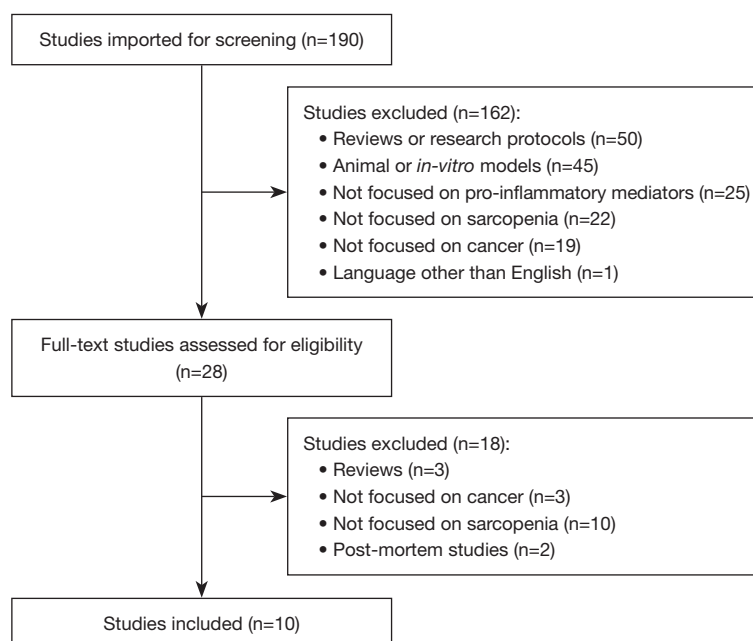 Studies imported for screening (n=190)
Studies excluded (n=162):
• Reviews or research protocols (n=50)
• Animal or in-vitro models (n=45)
• Not focused on pro-inflammatory mediators (n=25)
• Not focused on sarcopenia (n=22)
• Not focused on cancer (n=19)
• Language other than English (n=1)
Full-text studies assessed for eligibility
(n=28)
Studies excluded (n=18):
• Reviews (n=3)
• Not focused on cancer (n=3)
• Not focused on sarcopenia (n=10)
• Post-mortem studies (n=2)
Studies included (n=10)